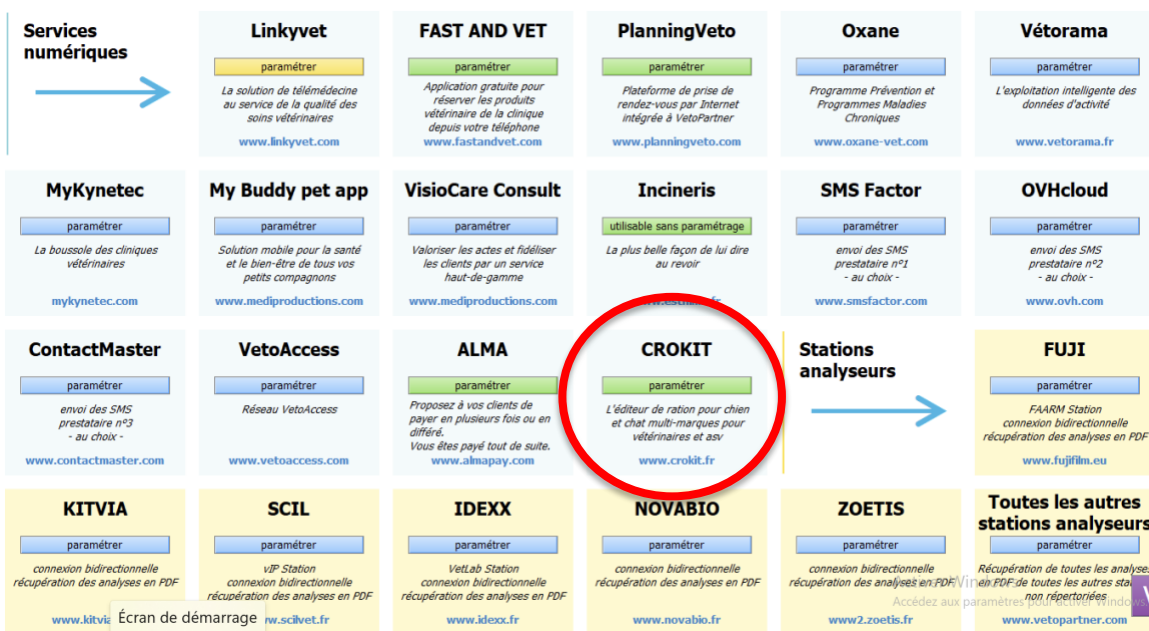 Services
numériques
Linkyvet
paramétrer
La solution de télémédecine
au service de la qualité des
soins vétérinaires
www.linkyvet.com
FAST AND VET
paramétrer
Application gratuite pour
réserver les produits
vétérinaire de la clinique
depuis votre téléphone
www.fastandvet.com
PlanningVeto
paramétrer
Plateforme de prise de
rendez-vous par Internet
intégrée à VetoPartner
www.planningveto.com
Oxane
paramétrer
Programme Prévention et
Programmes Maladies
Chroniques
www.oxane-vet.com
Vétorama
paramétrer
L'exploitation intelligente des
données d'activité
www.vetorama.fr
MyKynetec
paramétrer
La boussole des cliniques
vétérinaires
mykynetec.com
My Buddy pet app
paramétrer
Solution mobile pour la santé
et le bien-être de tous vos
petits compagnons
www.mediproductions.com
VisioCare Consult
paramétrer
Valoriser les actes et fidéliser
les clients par un service
haut-de-gamme
www.mediproductions.com
Incineris
utilisable sans paramétrage
La plus belle façon de lui dire
au revoir
SMS Factor
paramétrer
envoi des SMS
prestataire n°1
- au choix -
www.smsfactor.com
OVHcloud
paramétrer
envoi des SMS
prestataire n°2
- au choix -
www.ovh.com
ContactMaster
paramétrer
envoi des SMS
prestataire n°3
- au choix -
www.contactmaster.com
VetoAccess
paramétrer
Réseau VetoAccess
www.vetoaccess.com
ALMA
paramétrer
Proposez à vos clients de
payer en plusieurs fois ou en
différé.
Vous êtes payé tout de suite.
www.almapay.com
CROKIT
paramétrer
L'éditeur de ration pour chien
et chat multi-marques pour
vétérinaires et asv
www.crokit.fr
Stations
analyseurs
FUJI
paramétrer
FAARM Station
connexion bidirectionnelle
récupération des analyses en PDF
www.fujifilm.eu
KITVIA
paramétrer
connexion bidirectionnelle
récupération des analyses en PDF
www.kitvia
SCIL
paramétrer
vIP Station
connexion bidirectionnelle
récupération des analyses en PDF
w.scilvet.fr
IDEXX
paramétrer
VetLab Station
connexion bidirectionnelle
récupération des analyses en PDF
www.idexx.fr
NOVABIO
paramétrer
connexion bidirectionnelle
récupération des analyses en PDF
www.novabio.fr
ZOETIS
paramétrer
connexion bidirectionnelle
récupération des analyses en PDF
www2.zoetis.fr
Toutes les autres
stations analyseurs
paramétrer
Récupération de toutes les analyses
en PDF de toutes les autres sta
non répertoriées
www.vetopartner.com
Écran de démarrage
Accédez aux paramètres pour activer Windows.
V